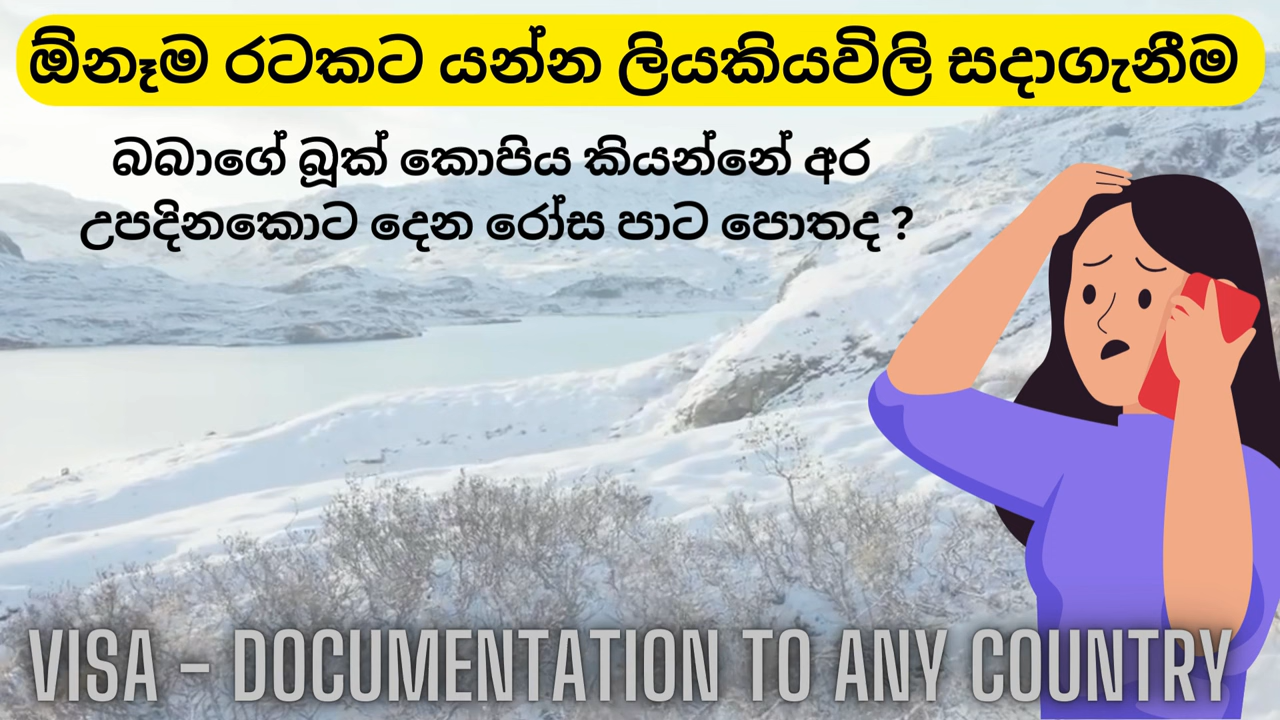 ඕනෑම රටකට යන්න ලියකියවිලි සදාගැනීම
බබාගේ බූක් කොපිය කියන්නේ අර
උපදිනකොට දෙන රෝස පාට පොතද ?
VISA - DOCUMENTATION TO ANY COUNTRY